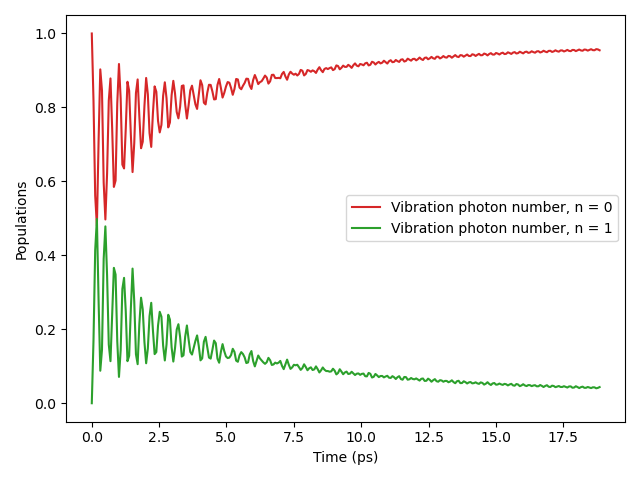 1.0
0.8
0.6
0.4
0.2
0.0
Populations
Vibration photon number, n = 0
Vibration photon number, n = 1
0.0 2.5 5.0 7.5 10.0 12.5 15.0 17.5
Time (ps)